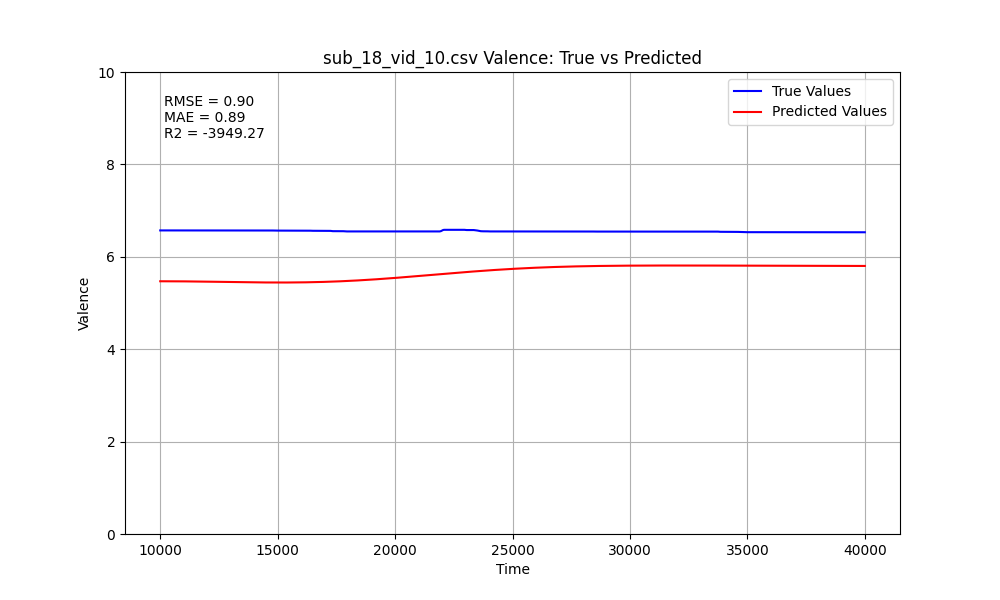 sub_18_vid_10.csv Valence: True vs Predicted
RMSE = 0.90
MAE = 0.89
R2 = -3949.27
True Values
Predicted Values
Valence
10
8
6
4
2
0
10000 15000 20000 25000 30000 35000 40000
Time